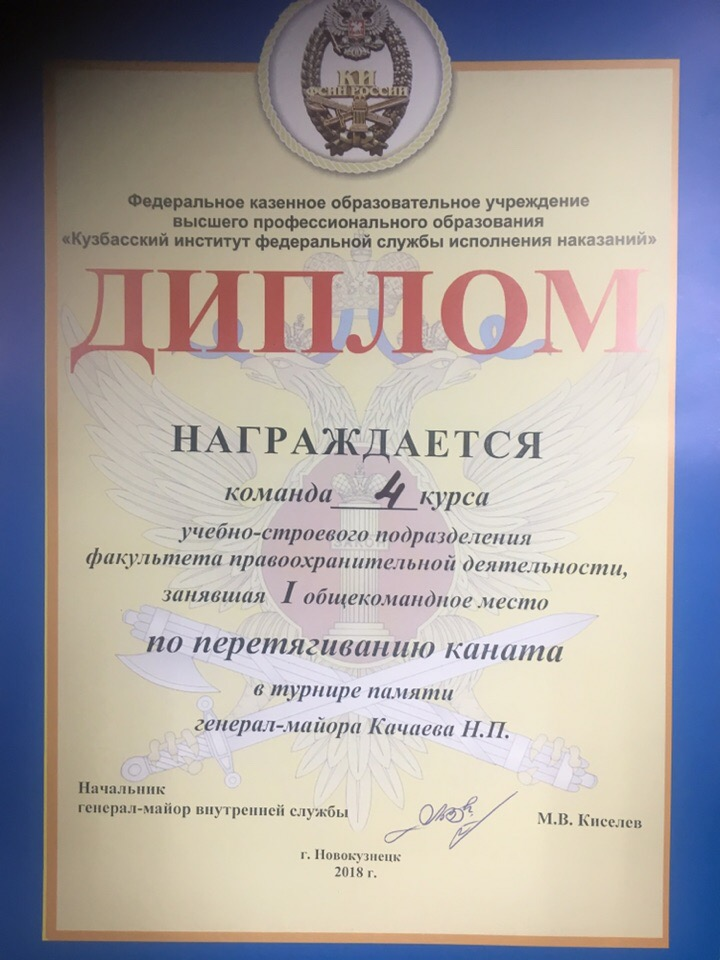 КИ
ФСИН РОССИИ
Федеральное казенное образовательное учреждение
высшего профессионального образования
«Кузбасский институт федеральной службы исполнения наказаний»
ДИПЛОМ
НАГРАЖДАЕТСЯ
команда 4 курса
учебно-строевого подразделения
факультета правоохранительной деятельности,
занявшая I общекомандное место
по перетягиванию каната
в турнире памяти
генерал-майора Качаева Н.П.
Начальник
генерал-майор внутренней службы
М.В. Киселев
г. Новокузнецк
2018 г.